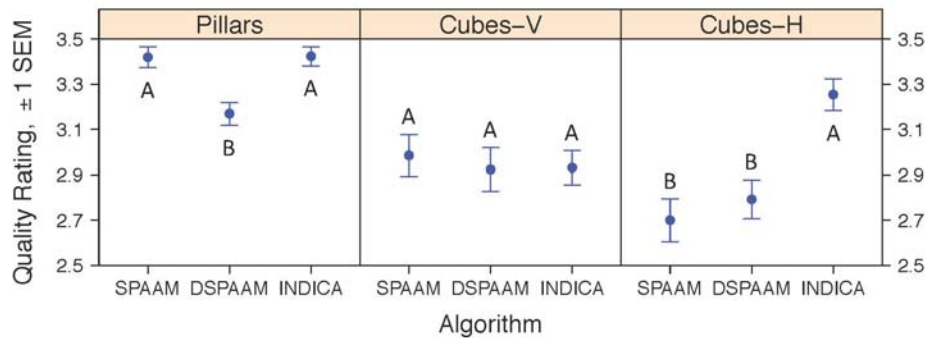 Pillars Cubes–V Cubes–H
3.5 3.5
3.3 3.3
3.1 3.1
2.9 2.9
2.7 2.7
2.5 2.5
Quality Rating, ± 1 SEM
A B A
A A A
B B A
SPAAM DSPAAM INDICA SPAAM DSPAAM INDICA SPAAM DSPAAM INDICA
Algorithm